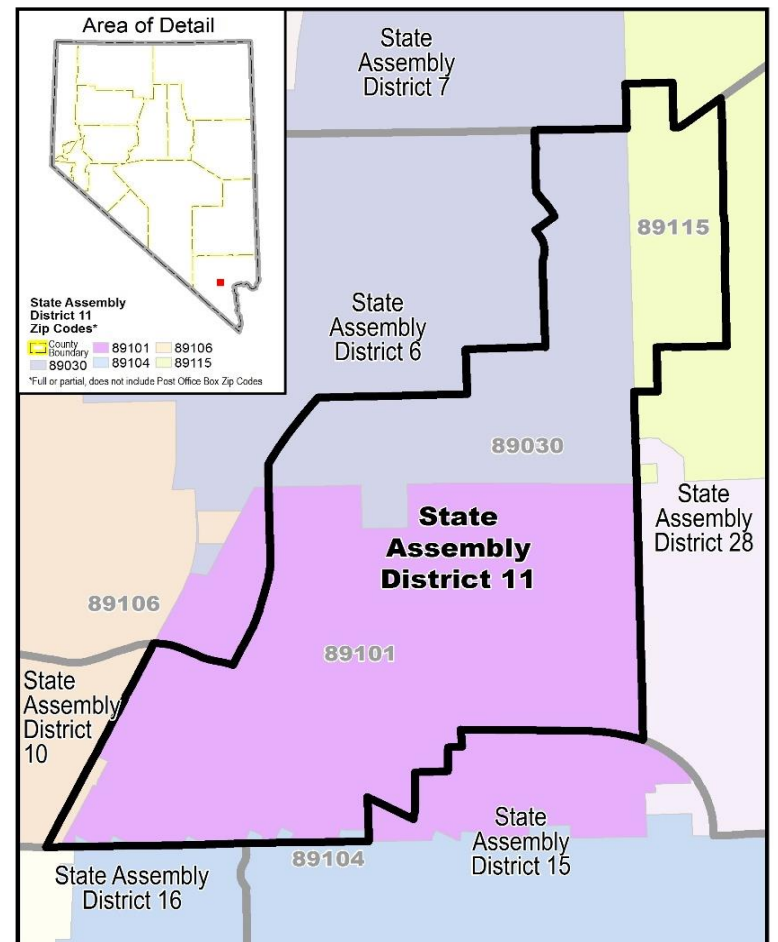 Area of Detail
State Assembly
District 11
Zip Codes*
County
Boundary
89101
89106
89030
89104
89115
*Full or partial, does not include Post Office Box Zip Codes
State
Assembly
District 7
89115
State
Assembly
District 6
89030
State
Assembly
District 11
State
Assembly
District 28
89106
89101
State
Assembly
District
10
State
Assembly
District 15
89104
State Assembly
District 16